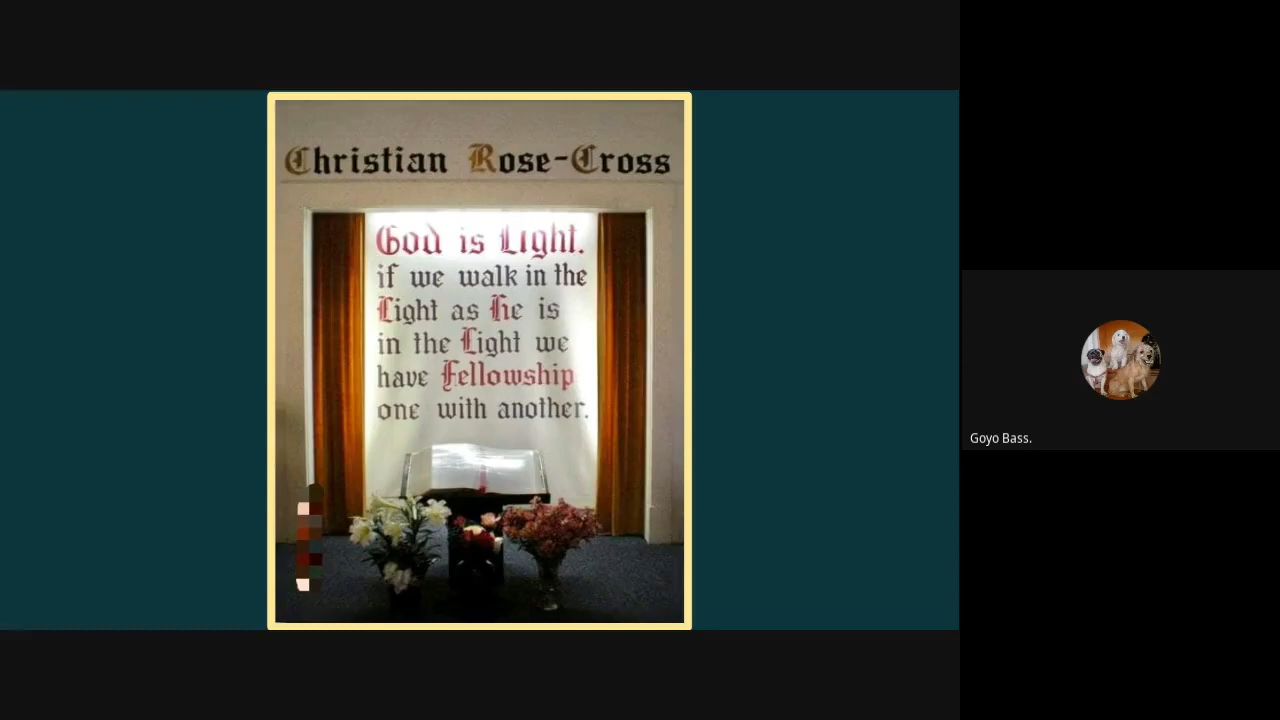 Christian Rose-Cross
God is Light.
if we walk in the
Light as He is
in the Light we
have Fellowship
one with another.
Goyo Bass.